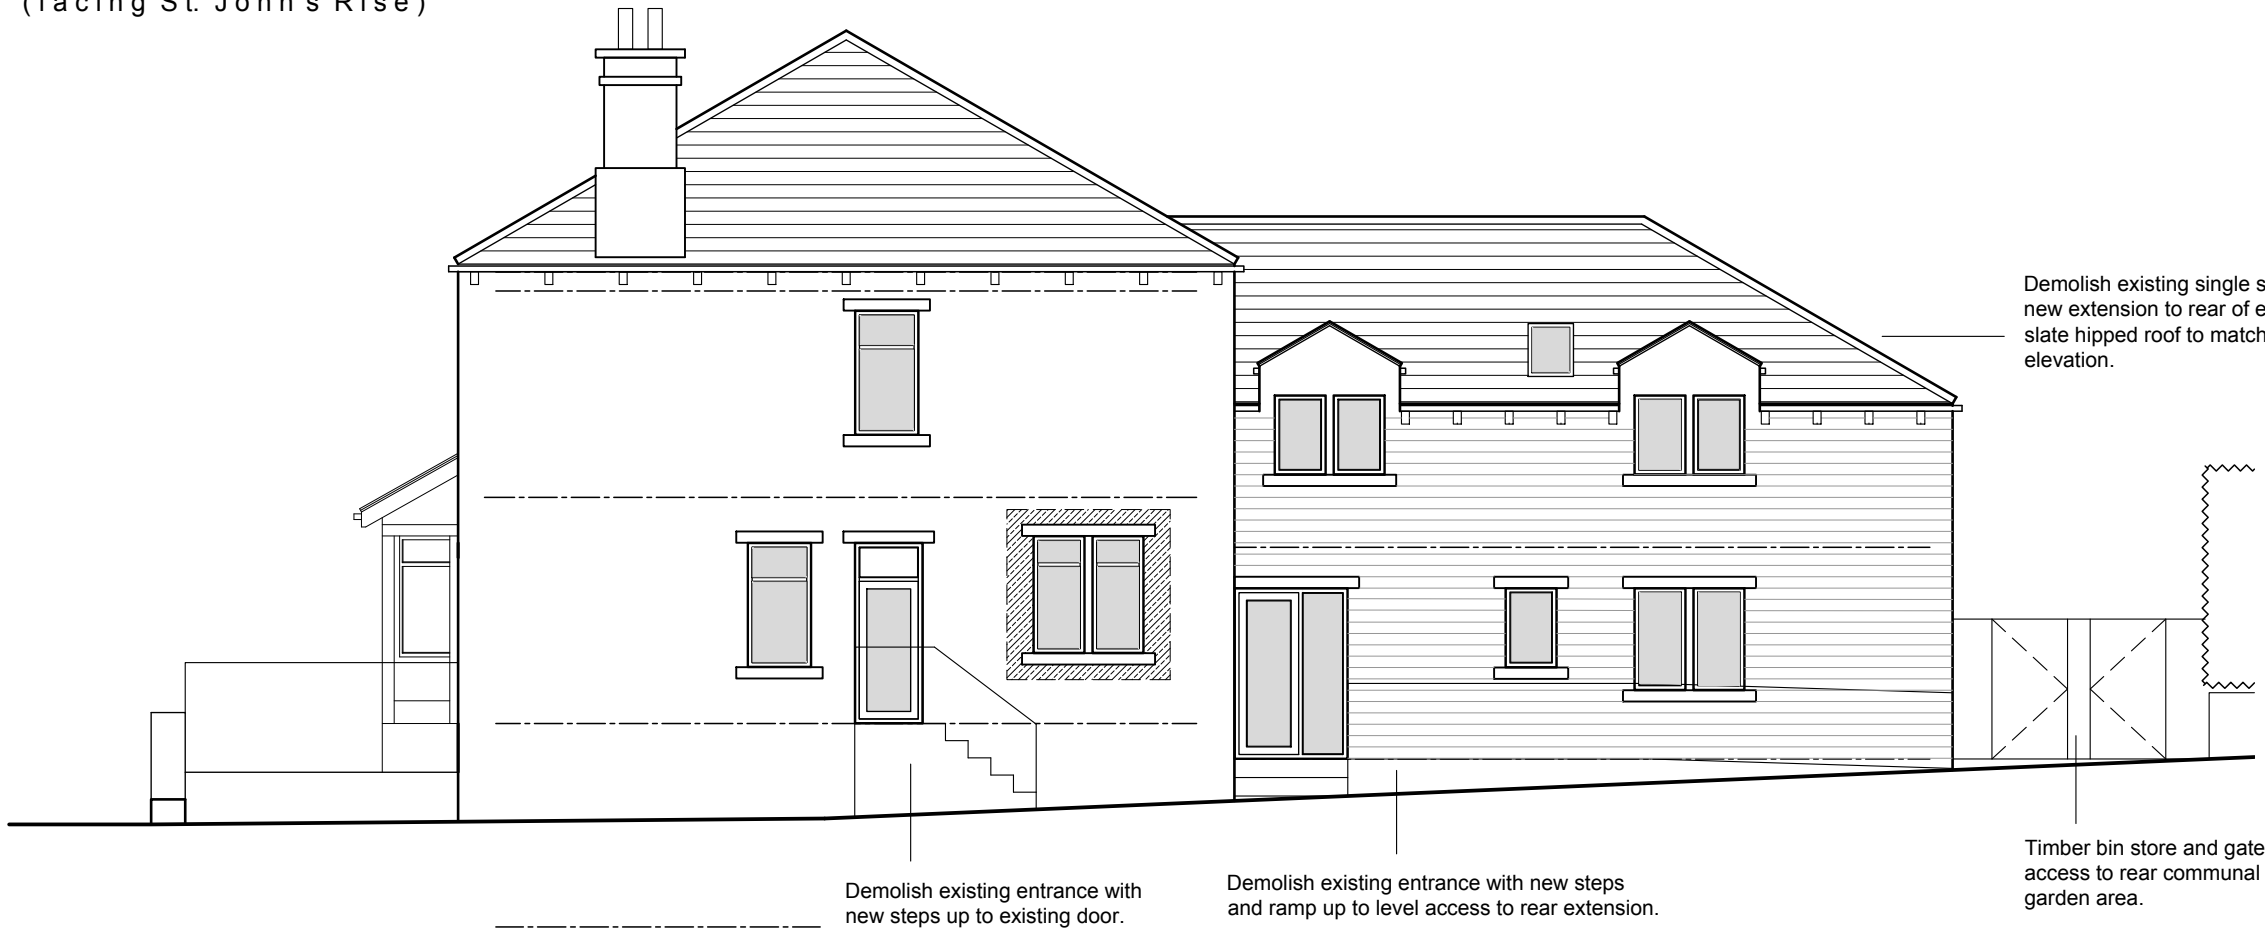 (facing St. John's Rise)
Demolish existing single s
new extension to rear of e
slate hipped roof to match
elevation.
Demolish existing entrance with
new steps up to existing door.
Demolish existing entrance with new steps
and ramp up to level access to rear extension.
Timber bin store and gate
access to rear communal
garden area.